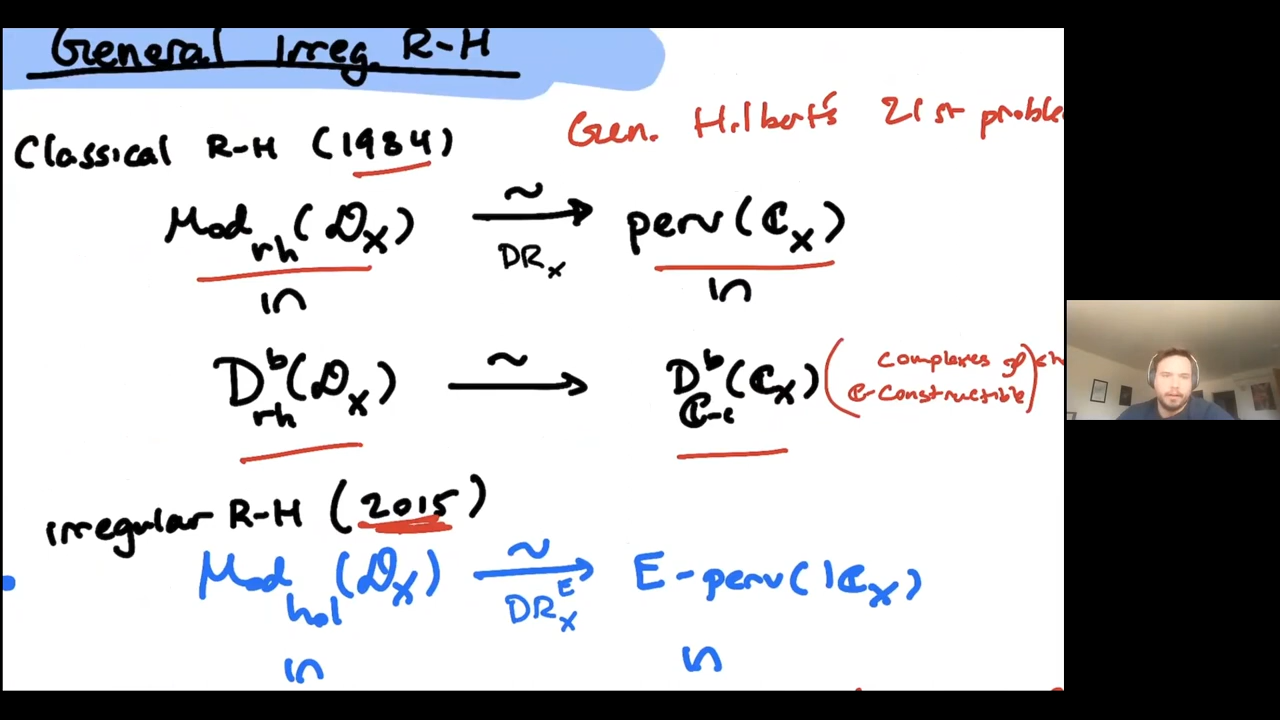 General Irreg. R-H
Gen. Hilbert's 21st proble
Classical R-H (1984)
Mod_rh(𝒟_X) ⥲ perv(ℂ_X)
DR_X
D^b_rh(𝒟_X) ⥲ D^b_ℂ-c(ℂ_X) (complexes
ℂ-Constructible)
irregular R-H (2015)
Mod_hol(𝒟_X) ⥲ E-perv(Iℂ_X)
DR^E_X